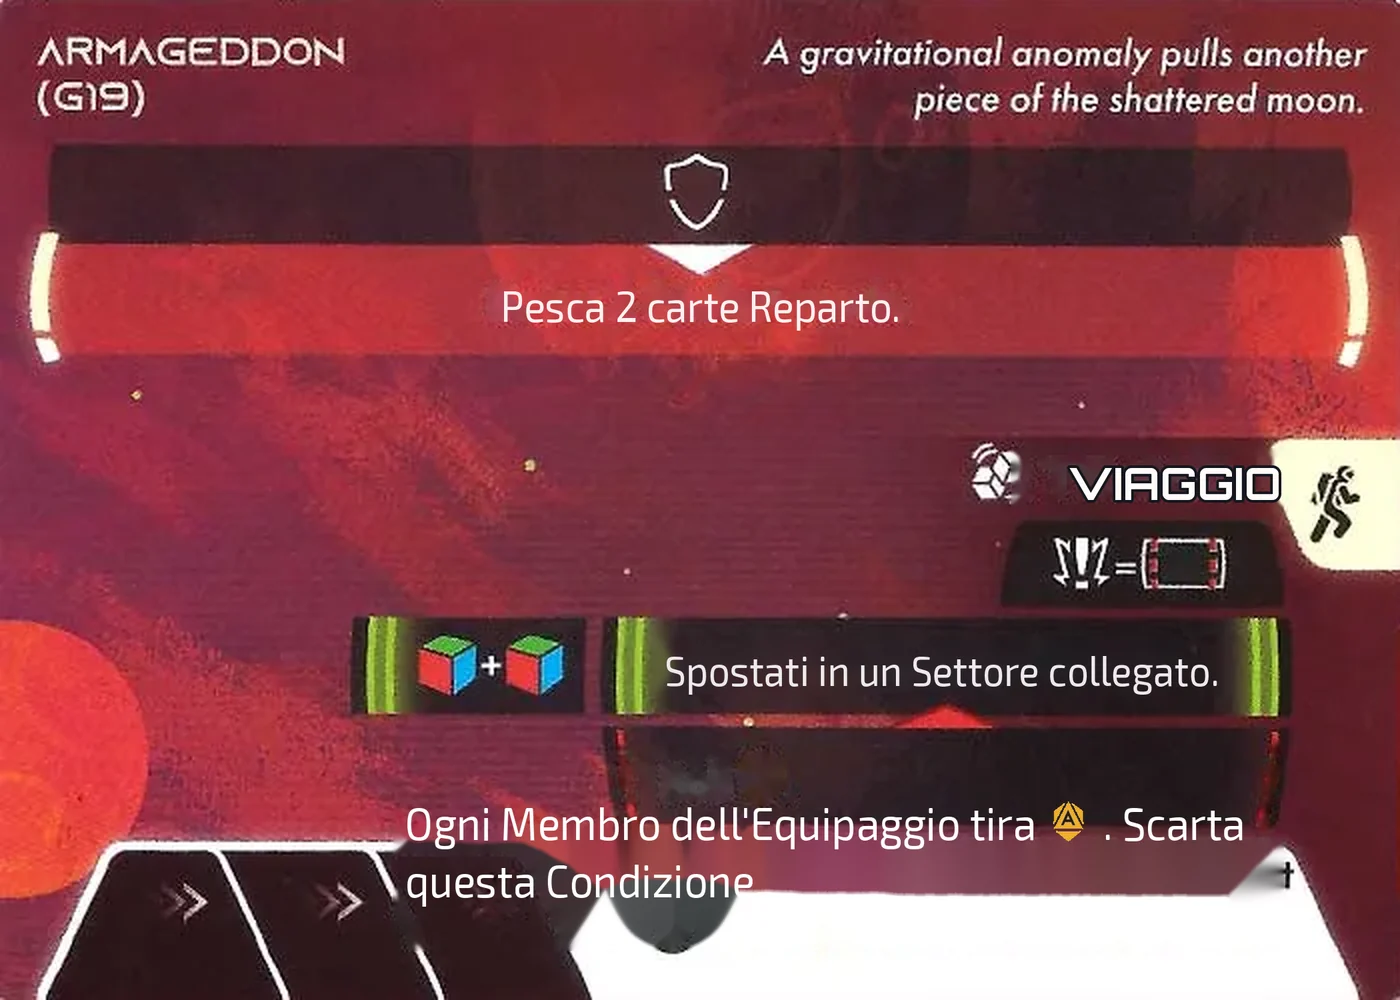 ARMAGEDDON
(G19)
A gravitational anomaly pulls another
piece of the shattered moon.
Pesca 2 carte Reparto.
VIAGGIO
!=
+
Spostati in un Settore collegato.
Ogni Membro dell'Equipaggio tira A . Scarta
questa Condizione
t